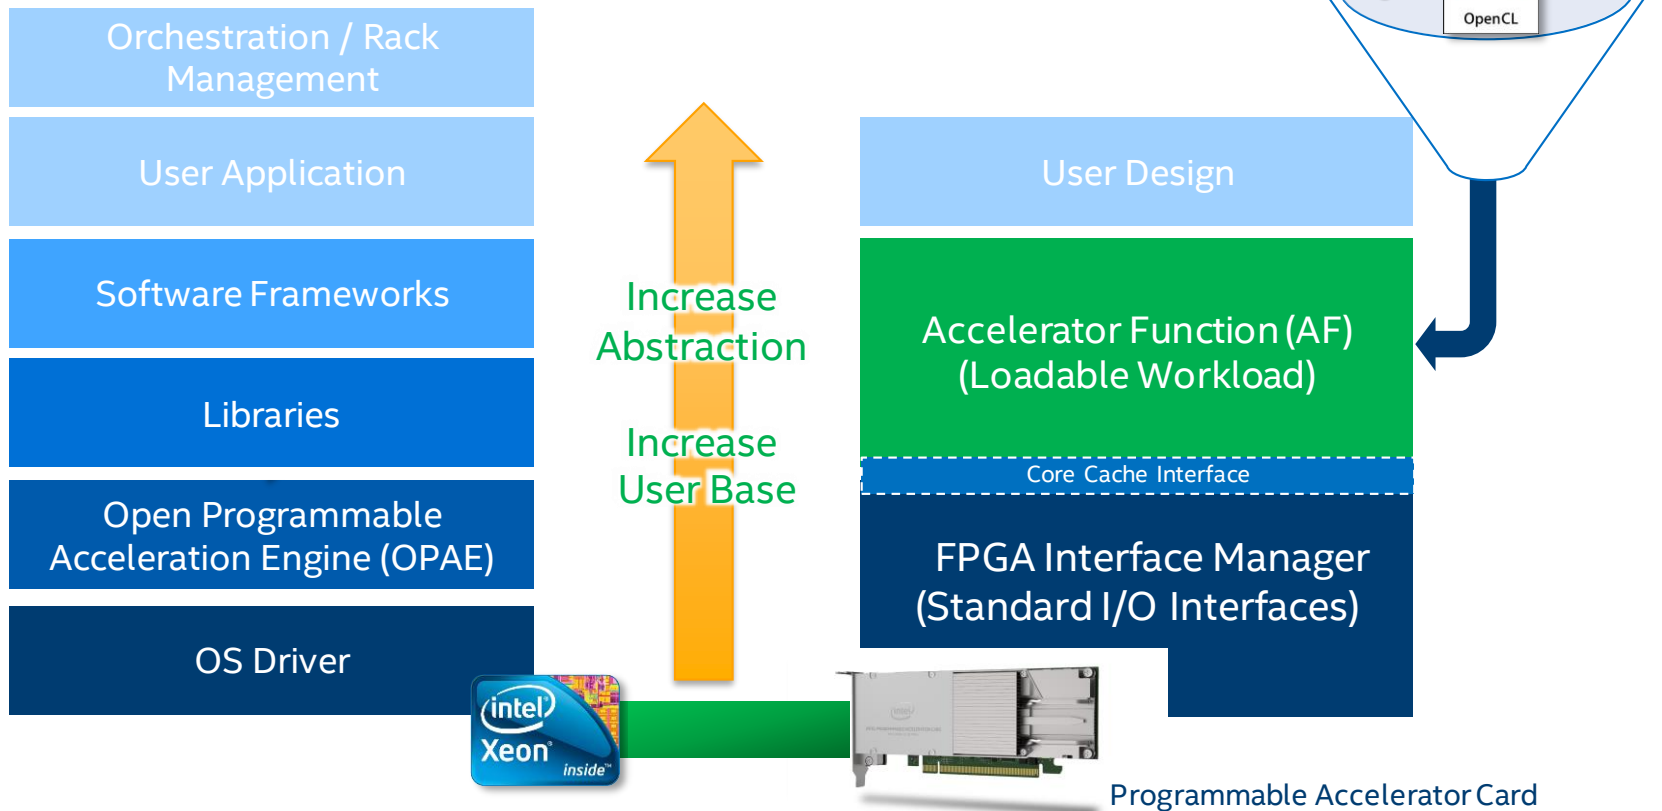 OpenCL
Orchestration / Rack
Management
User Application
Software Frameworks
Libraries
Open Programmable
Acceleration Engine (OPAE)
OS Driver
Increase
Abstraction
Increase
User Base
User Design
Accelerator Function (AF)
(Loadable Workload)
Core Cache Interface
FPGA Interface Manager
(Standard I/O Interfaces)
intel
Xeon
inside™
intel
Programmable Accelerator Card